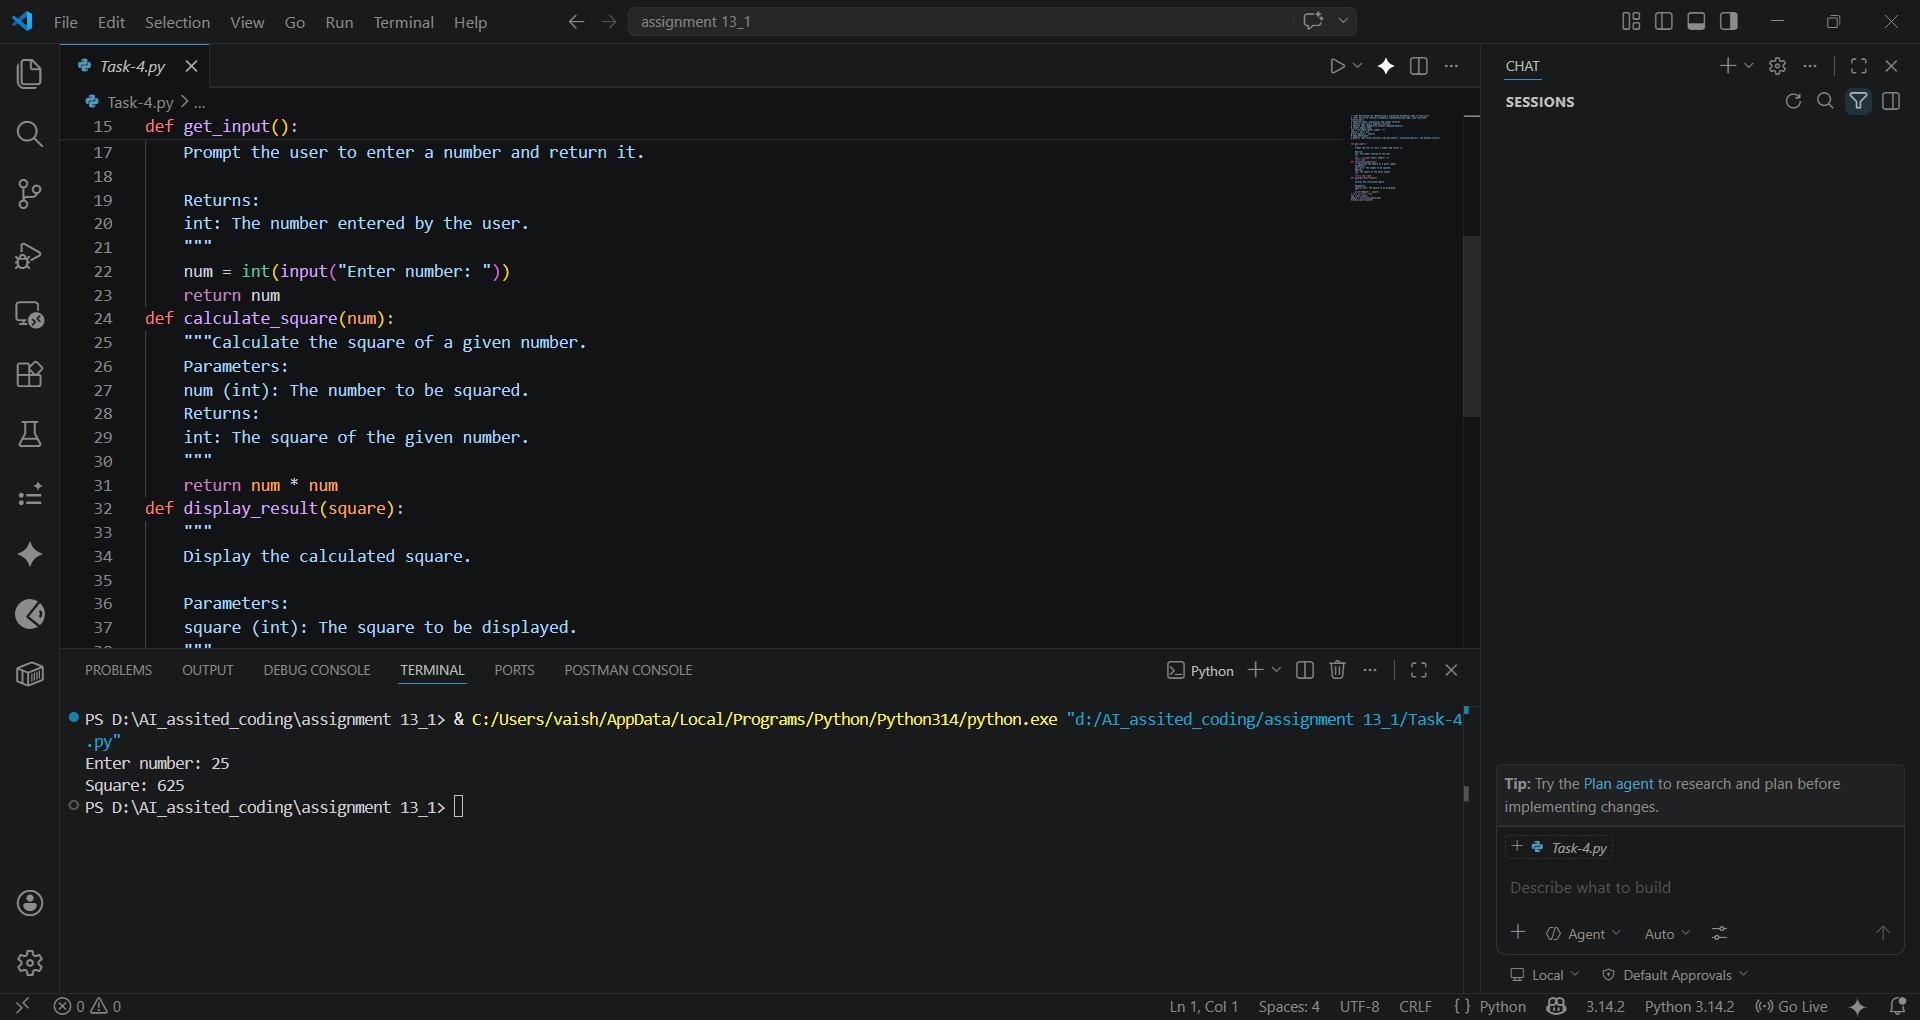 File Edit Selection View Go Run Terminal Help
assignment 13_1
Task-4.py
Task-4.py > ...
15 def get_input():
17 Prompt the user to enter a number and return it.
18
19 Returns:
20 int: The number entered by the user.
21 """
22 num = int(input("Enter number: "))
23 return num
24 def calculate_square(num):
25 """Calculate the square of a given number.
26 Parameters:
27 num (int): The number to be squared.
28 Returns:
29 int: The square of the given number.
30 """
31 return num * num
32 def display_result(square):
33 """
34 Display the calculated square.
35
36 Parameters:
37 square (int): The square to be displayed.
PROBLEMS OUTPUT DEBUG CONSOLE TERMINAL PORTS POSTMAN CONSOLE
Python
PS D:\AI_assited_coding\assignment 13_1> & C:/Users/vaish/AppData/Local/Programs/Python/Python314/python.exe "d:/AI_assited_coding/assignment 13_1/Task-4
.py"
Enter number: 25
Square: 625
PS D:\AI_assited_coding\assignment 13_1>
CHAT
SESSIONS
Tip: Try the Plan agent to research and plan before
implementing changes.
Task-4.py
Describe what to build
Agent Auto
Local Default Approvals
0 0
Ln 1, Col 1 Spaces: 4 UTF-8 CRLF { } Python 3.14.2 Python 3.14.2 Go Live